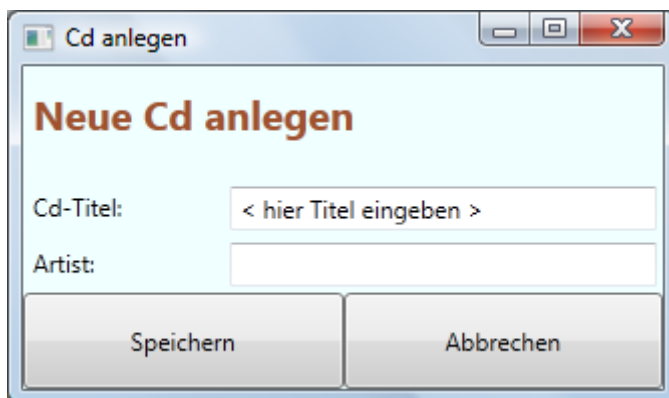 Cd anlegen
Neue Cd anlegen
Cd-Titel: < hier Titel eingeben >
Artist:
Speichern Abbrechen